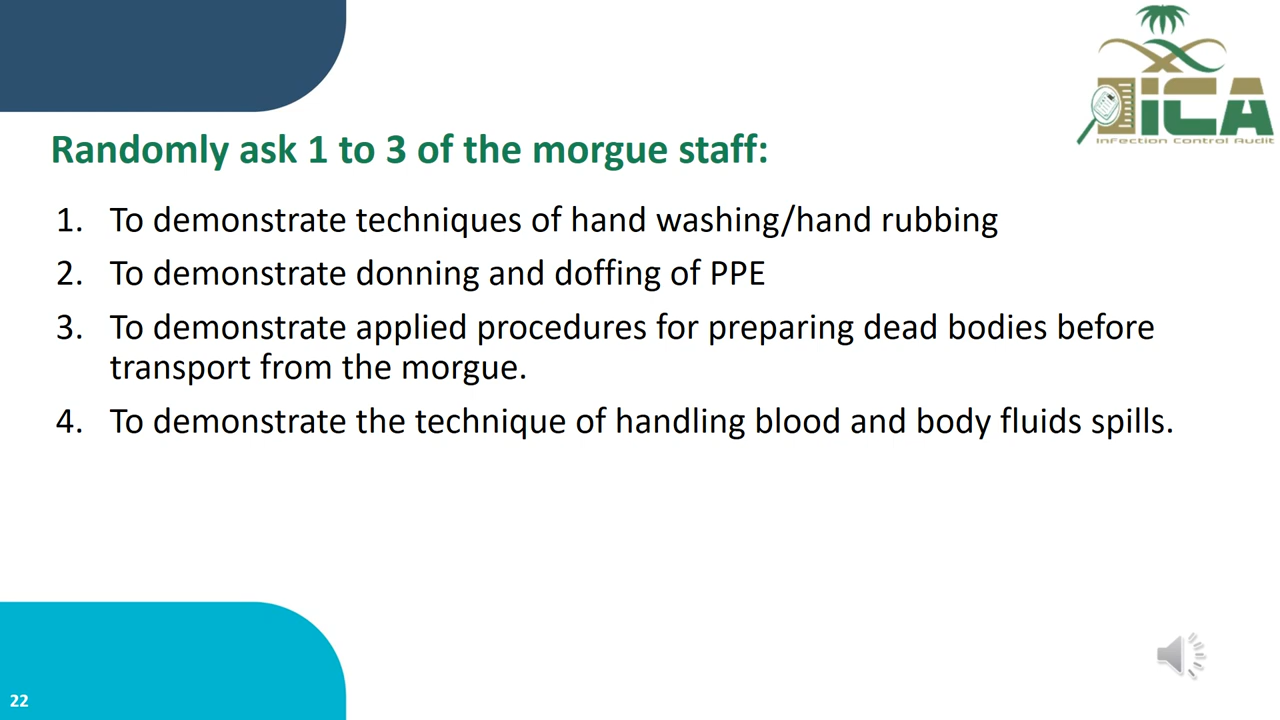 iCA
Infection Control Audit
Randomly ask 1 to 3 of the morgue staff:
1. To demonstrate techniques of hand washing/hand rubbing
2. To demonstrate donning and doffing of PPE
3. To demonstrate applied procedures for preparing dead bodies before
transport from the morgue.
4. To demonstrate the technique of handling blood and body fluids spills.
22